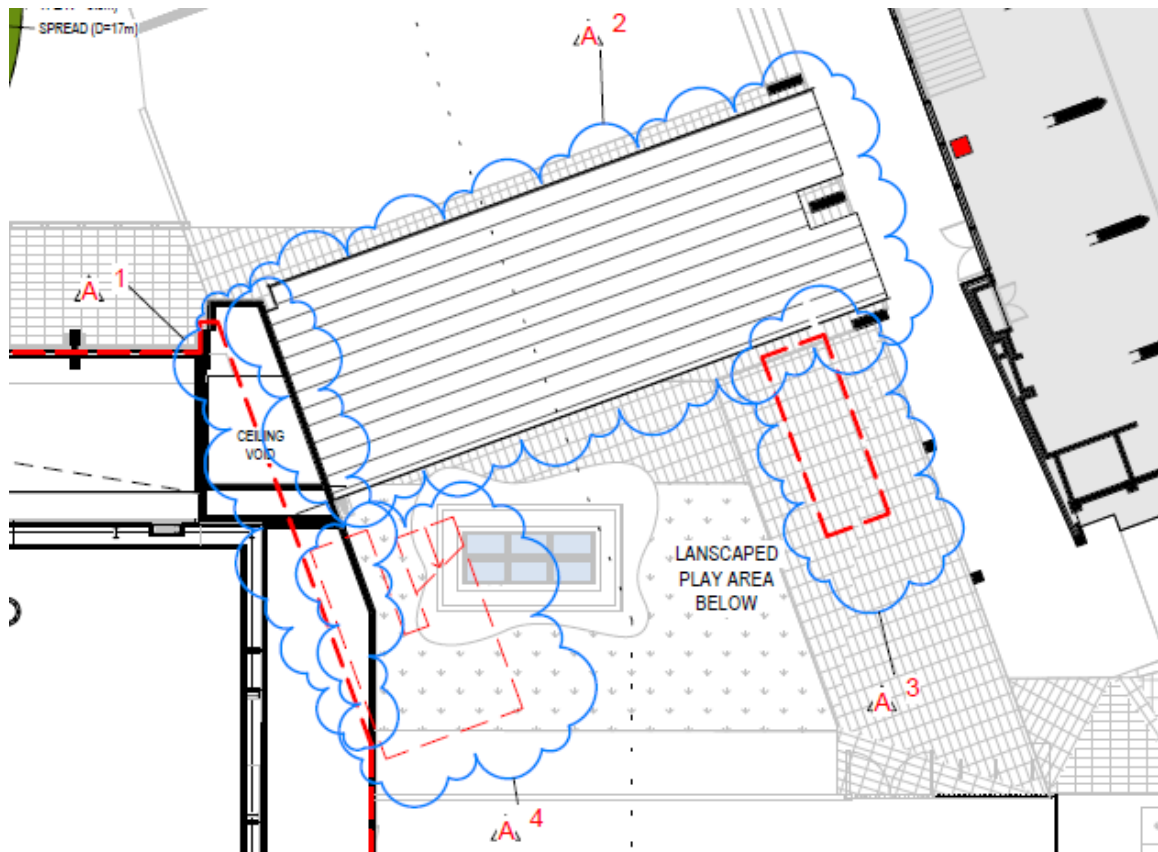 SPREAD (D=17m)
A 2
A 1
CEILING
VOID
LANSCAPED
PLAY AREA
BELOW
A 3
A 4